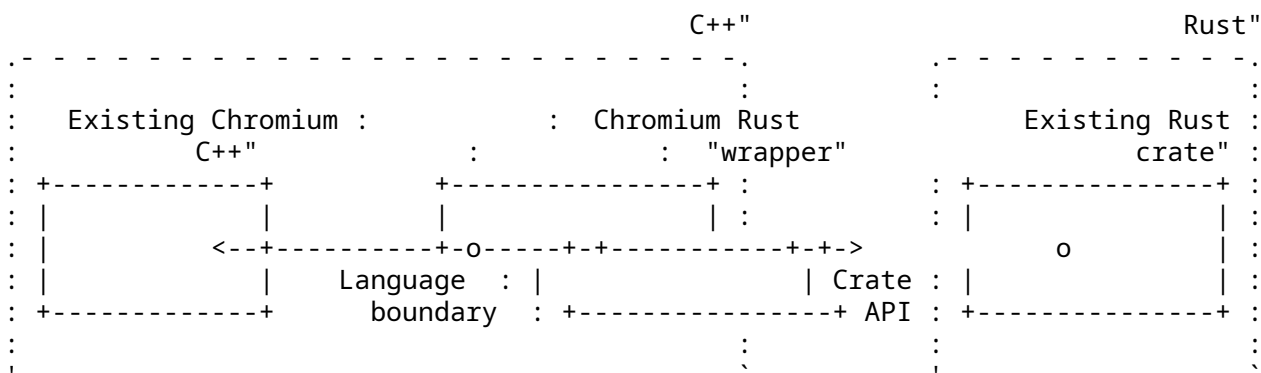 C++" Rust"
.- - - - - - - - - - - - - - - - - - - - - - -. .- - - - - - - - - -.
: : : :
: Existing Chromium : : Chromium Rust Existing Rust :
: C++" : : "wrapper" crate" :
: +-------------+ +----------------+ : : +---------------+ :
: | | | | : : | | :
: | <--+----------+-o-----+-+-----------+-+-> o | :
: | | Language : | | Crate : | | :
: +-------------+ boundary : +----------------+ API : +---------------+ :
: : : :
' ` ' `